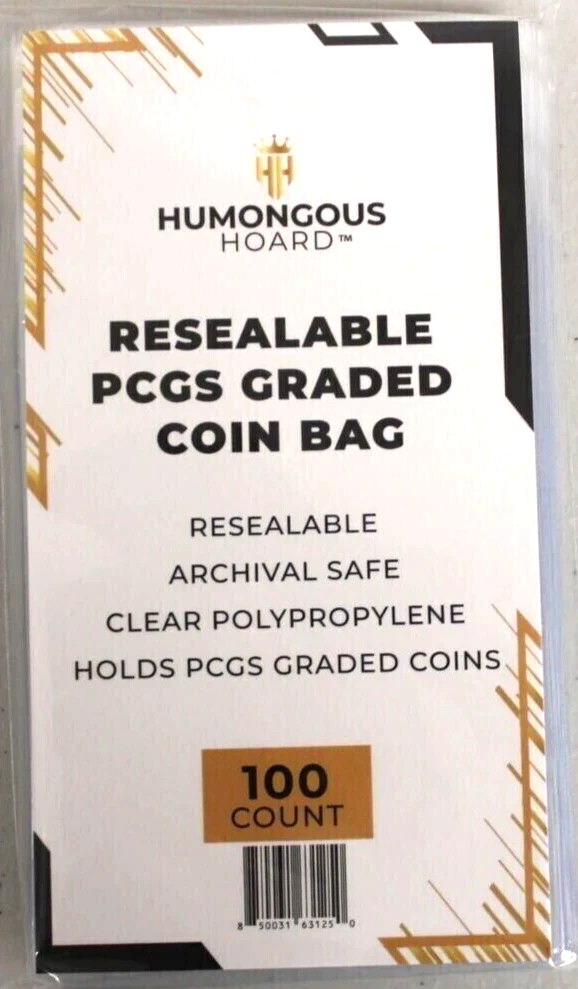 HH
HUMONGOUS
HOARD™
RESEALABLE
PCGS GRADED
COIN BAG
RESEALABLE
ARCHIVAL SAFE
CLEAR POLYPROPYLENE
HOLDS PCGS GRADED COINS
100
COUNT
8 50031 63125 0